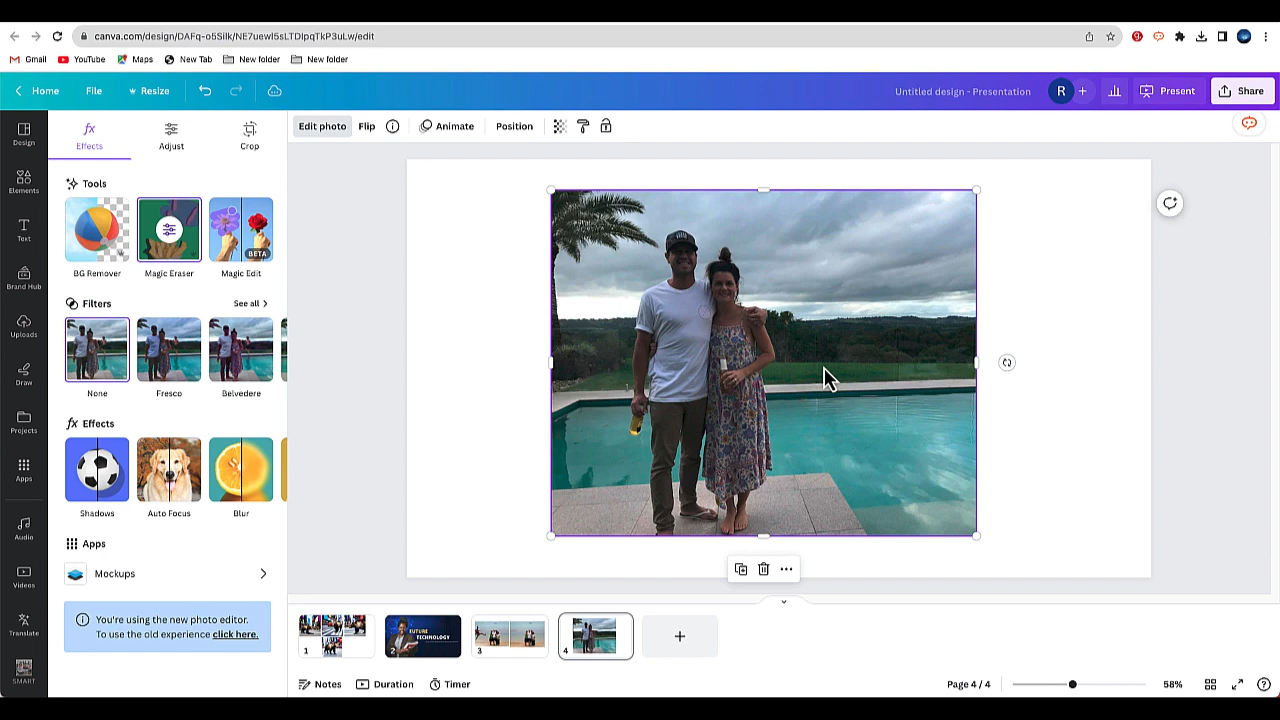 canva.com/design/DAFq-o5Silk/NE7uewI5sLTDIpqTkP3uLw/edit
Gmail YouTube Maps New Tab New folder New folder
Home File Resize Untitled design - Presentation R Present Share
Design
Elements
Text
Brand Hub
Uploads
Draw
Projects
Apps
Audio
Videos
Translate
SMART
Effects Adjust Crop
Tools
BETA
BG Remover Magic Eraser Magic Edit
Filters See all
None Fresco Belvedere
Effects
Shadows Auto Focus Blur
Apps
Mockups
You're using the new photo editor.
To use the old experience click here.
Edit photo Flip Animate Position
FUTURE
TECHNOLOGY
1 2 3 4
Notes Duration Timer Page 4 / 4 58%